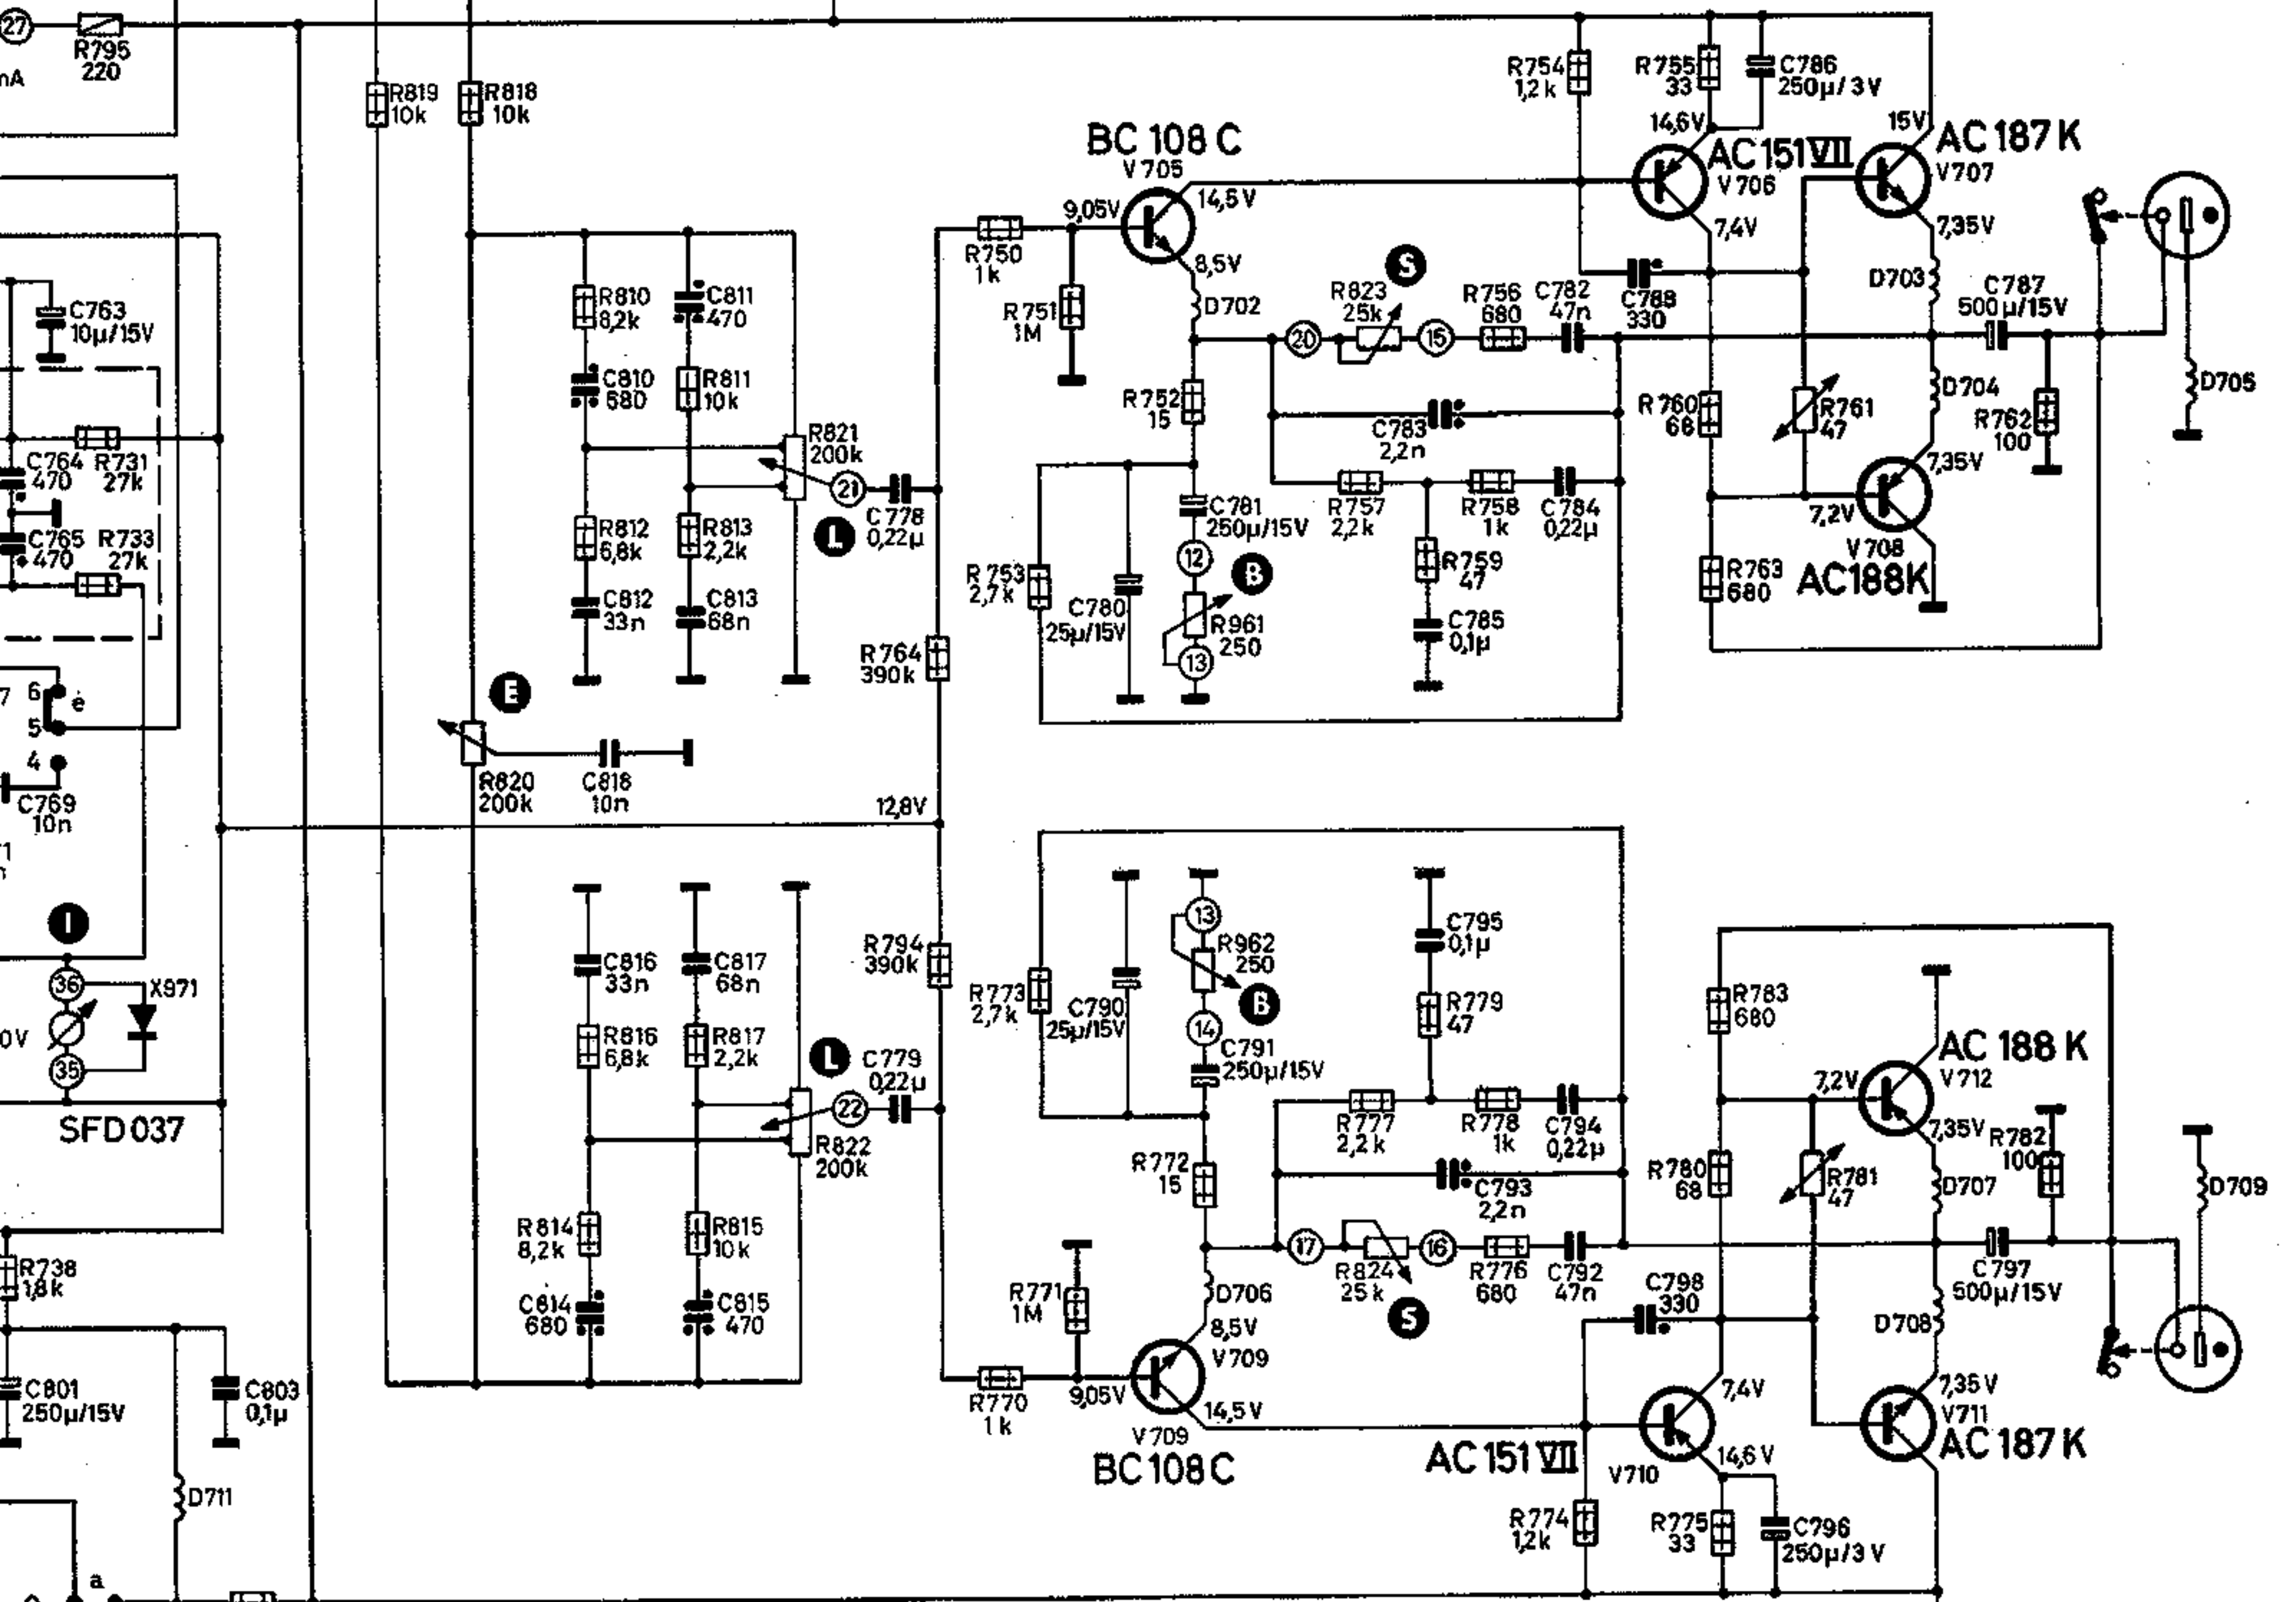 27
R795
220
mA
R819
10k
R818
10k
R754
1,2k
R755
33
C786
250µ/3V
BC 108 C
V705
14,5V
9,05V
8,5V
14,6V
AC 151 VII
V706
7,4V
15V
AC 187 K
V707
7,35V
R750
1k
R751
1M
D702
S
R823
25k
R756
680
C782
47n
C788
330
D703
C787
500µ/15V
C763
10µ/15V
R810
8,2k
C811
470
C810
680
R811
10k
R821
200k
20
15
R752
15
C783
2,2n
R760
68
R761
47
D704
R762
100
D705
C764
470
R731
27k
C765
470
R733
27k
21
L
C778
0,22µ
R812
6,8k
R813
2,2k
C781
250µ/15V
R757
2,2k
R758
1k
C784
0,22µ
7,35V
7,2V
V708
AC188K
12
B
R753
2,7k
C780
25µ/15V
R961
250
13
R759
47
C785
0,1µ
R763
680
C812
33n
C813
68n
R764
390k
7
6
5
4
e
E
R820
200k
C818
10n
C769
10n
12,8V
I
36
X971
0V
35
SFD037
C816
33n
C817
68n
R794
390k
R816
6,8k
R817
2,2k
L
C779
0,22µ
22
R822
200k
R773
2,7k
C790
25µ/15V
13
R962
250
B
14
C791
250µ/15V
C795
0,1µ
R779
47
R783
680
AC 188 K
V712
7,2V
7,35V
R777
2,2k
R778
1k
C794
0,22µ
R772
15
C793
2,2n
R780
68
R781
47
D707
R782
100
D709
R738
1,8k
R814
8,2k
R815
10k
C814
680
C815
470
R771
1M
D706
8,5V
V709
17
16
R824
25k
S
R776
680
C792
47n
C798
330
C797
500µ/15V
D708
C801
250µ/15V
C803
0,1µ
R770
1k
9,05V
14,5V
V709
BC108C
AC 151 VII
V710
7,4V
14,6V
7,35V
V711
AC 187K
D711
R774
1,2k
R775
33
C796
250µ/3V
a